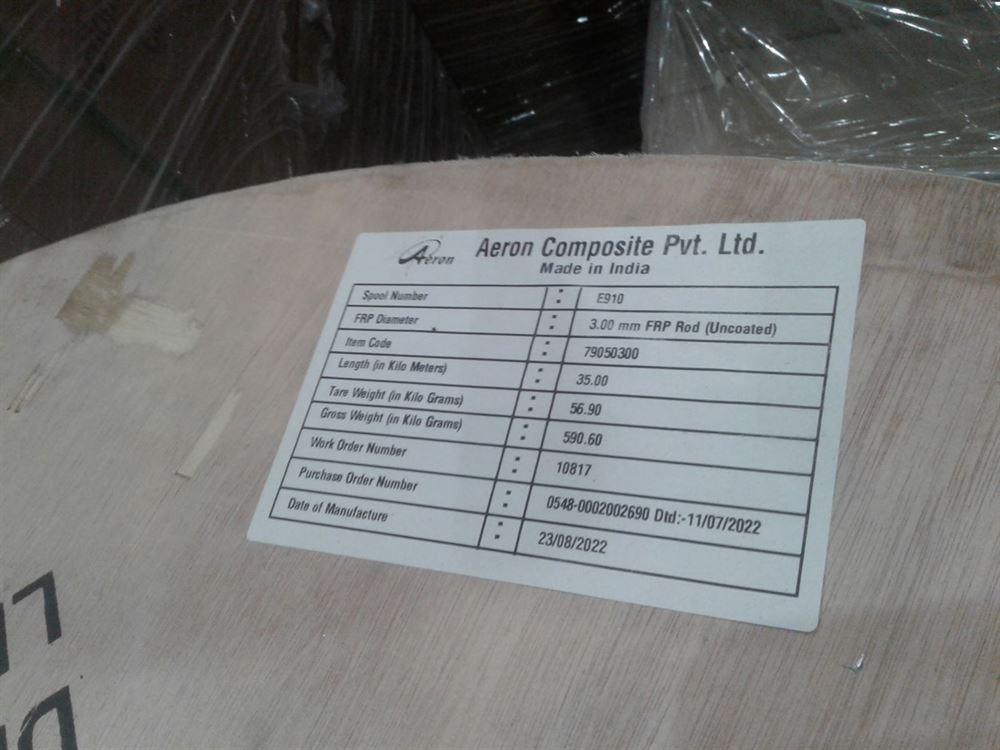 Aeron
Aeron Composite Pvt. Ltd.
Made in India
Spool Number : E910
FRP Diameter : 3.00 mm FRP Rod (Uncoated)
Item Code : 79050300
Length (in Kilo Meters) : 35.00
Tare Weight (in Kilo Grams) : 56.90
Gross Weight (in Kilo Grams) : 590.60
Work Order Number : 10817
Purchase Order Number : 0548-0002002690 Dtd:-11/07/2022
Date of Manufacture : 23/08/2022